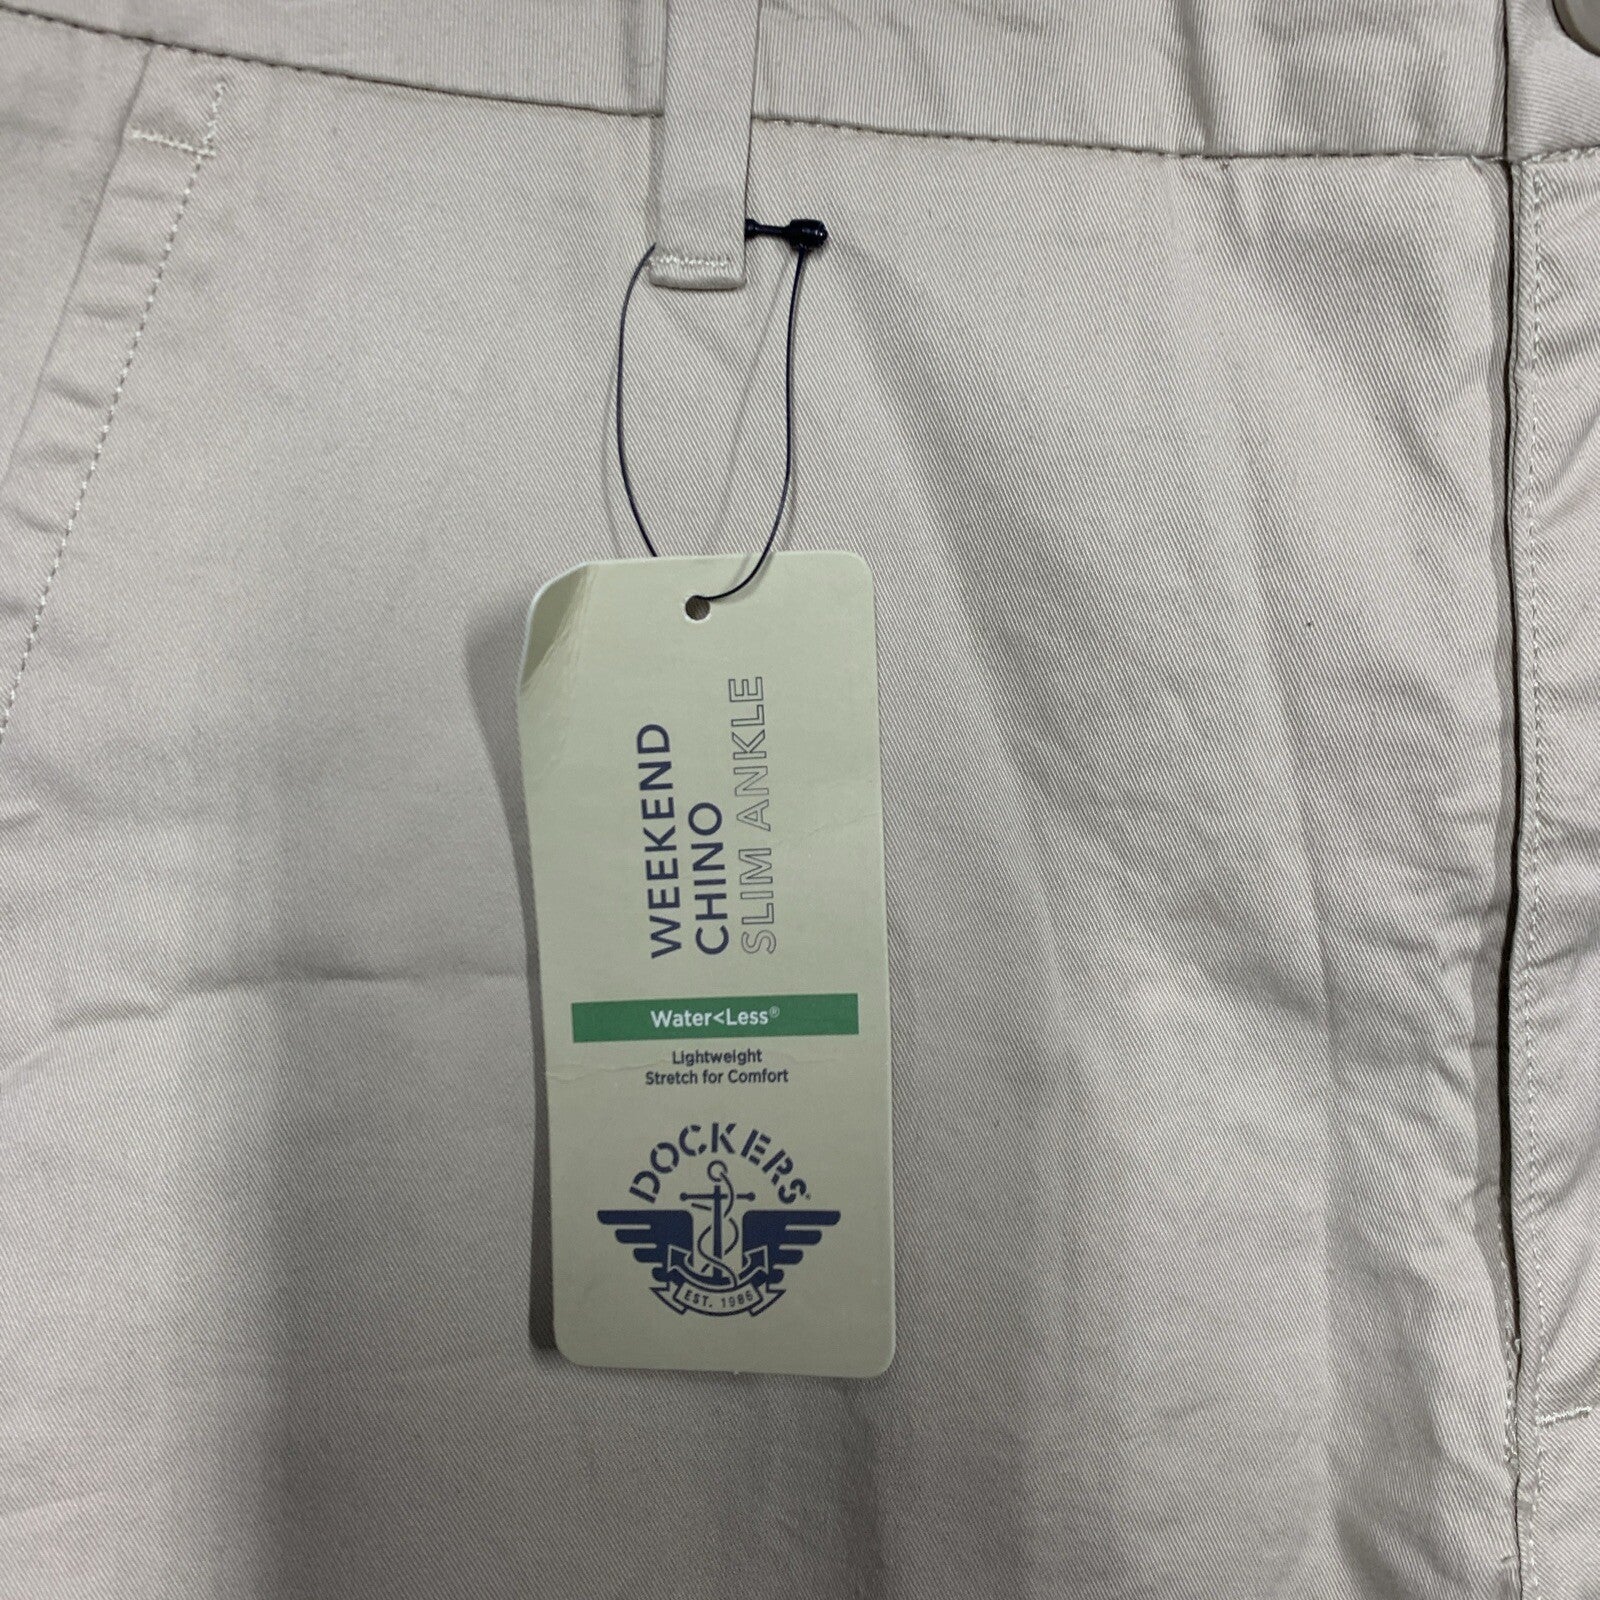 WEEKEND
CHINO
SLIM ANKLE
Water<Less®
Lightweight
Stretch for Comfort
DOCKERS®
EST. 1986